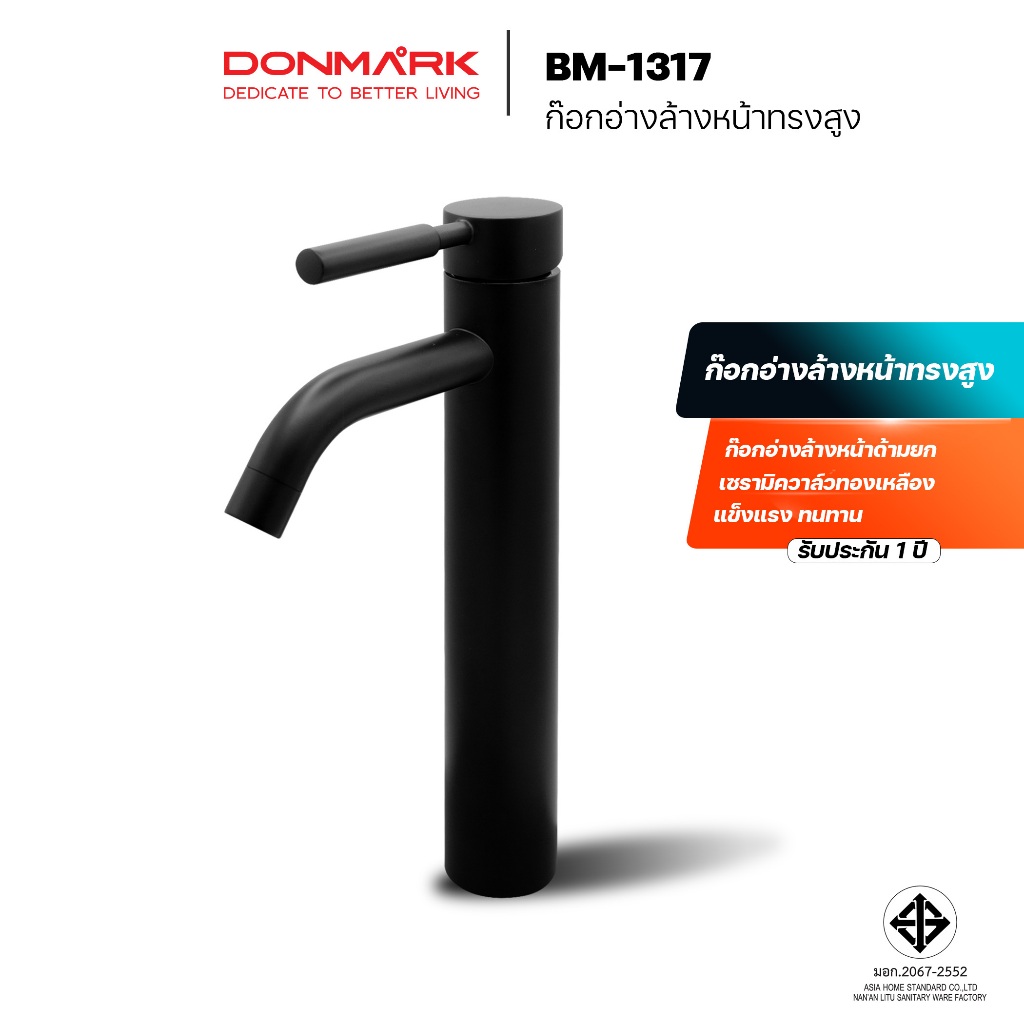 DONMARK
DEDICATE TO BETTER LIVING
BM-1317
ก๊อกอ่างล้างหน้าทรงสูง
ก๊อกอ่างล้างหน้าทรงสูง
ก๊อกอ่างล้างหน้าด้ามยก
เซรามิควาล์วทองเหลือง
แข็งแรง ทนทาน
รับประกัน 1 ปี
มอก.2067-2552
ASIA HOME STANDARD CO.,LTD
NAN'AN LITU SANITARY WARE FACTORY